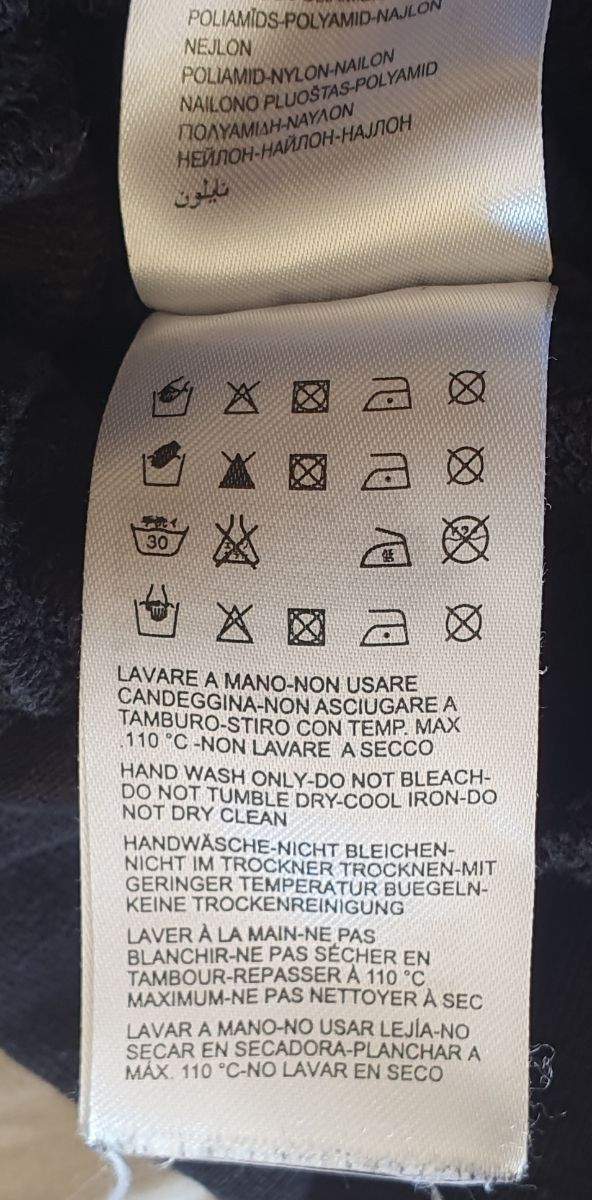 POLIAMĪDS-POLYAMID-NAJLON
NEJLON
POLIAMID-NYLON-NAILON
NAILONO PLUOŠTAS-POLYAMID
ΠΟΛΥΑΜΙΔΗ-ΝΑΥΛΟΝ
НЕЙЛОН-НАЙЛОН-НАЈЛОН
نايلون
手洗イ
30
低
LAVARE A MANO-NON USARE
CANDEGGINA-NON ASCIUGARE A
TAMBURO-STIRO CON TEMP. MAX
.110 °C -NON LAVARE A SECCO
HAND WASH ONLY-DO NOT BLEACH-
DO NOT TUMBLE DRY-COOL IRON-DO
NOT DRY CLEAN
HANDWÄSCHE-NICHT BLEICHEN-
NICHT IM TROCKNER TROCKNEN-MIT
GERINGER TEMPERATUR BUEGELN-
KEINE TROCKENREINIGUNG
LAVER À LA MAIN-NE PAS
BLANCHIR-NE PAS SÉCHER EN
TAMBOUR-REPASSER À 110 °C
MAXIMUM-NE PAS NETTOYER À SEC
LAVAR A MANO-NO USAR LEJÍA-NO
SECAR EN SECADORA-PLANCHAR A
MÁX. 110 °C-NO LAVAR EN SECO